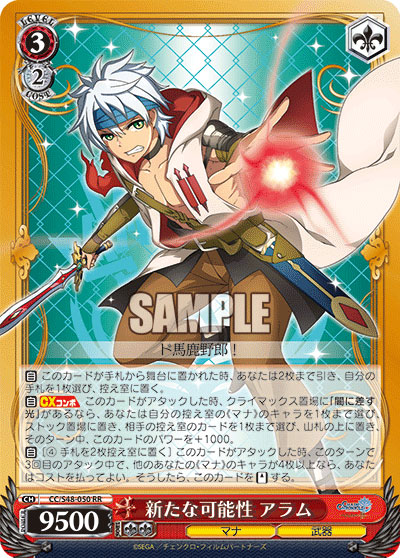 LEVEL
3
2
COST
SAMPLE
ド馬鹿野郎！
自 このカードが手札から舞台に置かれた時、あなたは2枚まで引き、自分の
手札を1枚選び、控え室に置く。
自 CXコンボ このカードがアタックした時、クライマックス置場に「闇に差す
光」があるなら、あなたは自分の控え室の《マナ》のキャラを1枚まで選び、
ストック置場に置き、相手の控え室のカードを1枚まで選び、山札の上に置き、
そのターン中、このカードのパワーを+1000。
自 [④ 手札を2枚控え室に置く] このカードがアタックした、あなたのターンで
3回目のアタック中で、他のあなたの《マナ》のキャラが4枚以上なら、あなたは
コストを払ってよい。そうしたら、このカードを
する。
CH
CC/S48-050 RR
9500
新たな可能性 アラム
マナ
武器
©SEGA／チェンクロ・フィルムパートナーズ